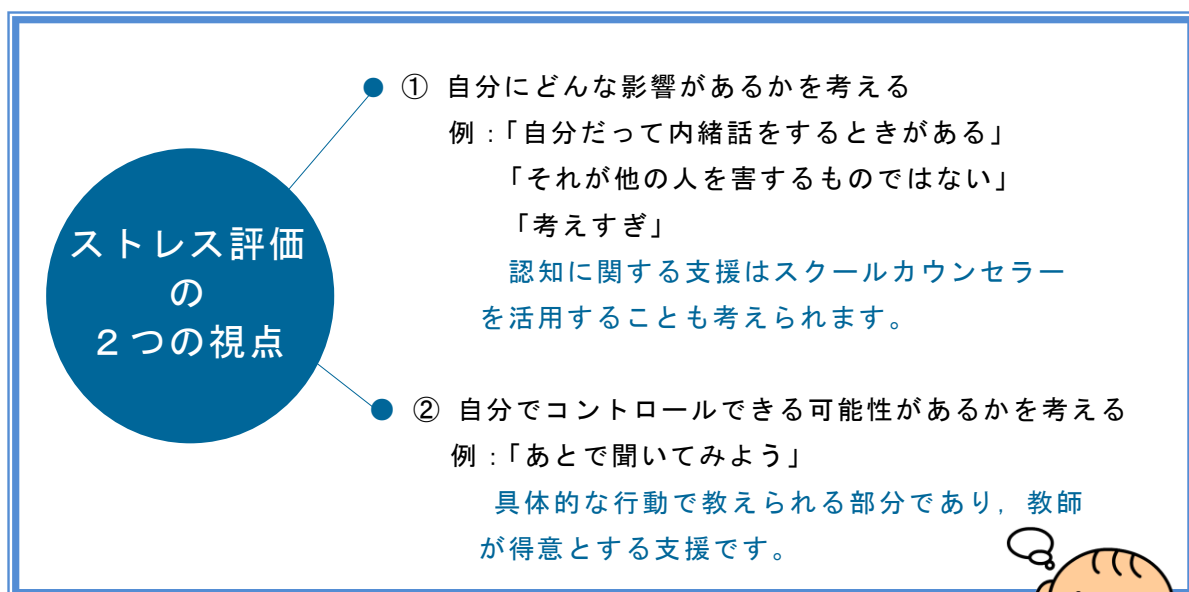 ストレス評価
の
２つの視点
① 自分にどんな影響があるかを考える
例：「自分だって内緒話をするときがある」
「それが他の人を害するものではない」
「考えすぎ」
認知に関する支援はスクールカウンセラー
を活用することも考えられます。
② 自分でコントロールできる可能性があるかを考える
例：「あとで聞いてみよう」
具体的な行動で教えられる部分であり，教師
が得意とする支援です。